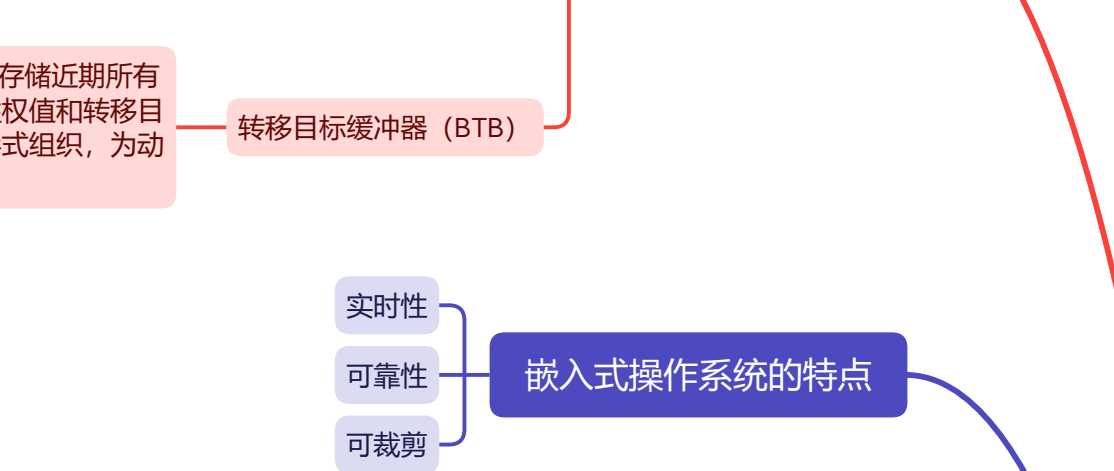 存储近期所有
权值和转移目
式组织，为动
转移目标缓冲器（BTB）
实时性
可靠性
可裁剪
嵌入式操作系统的特点